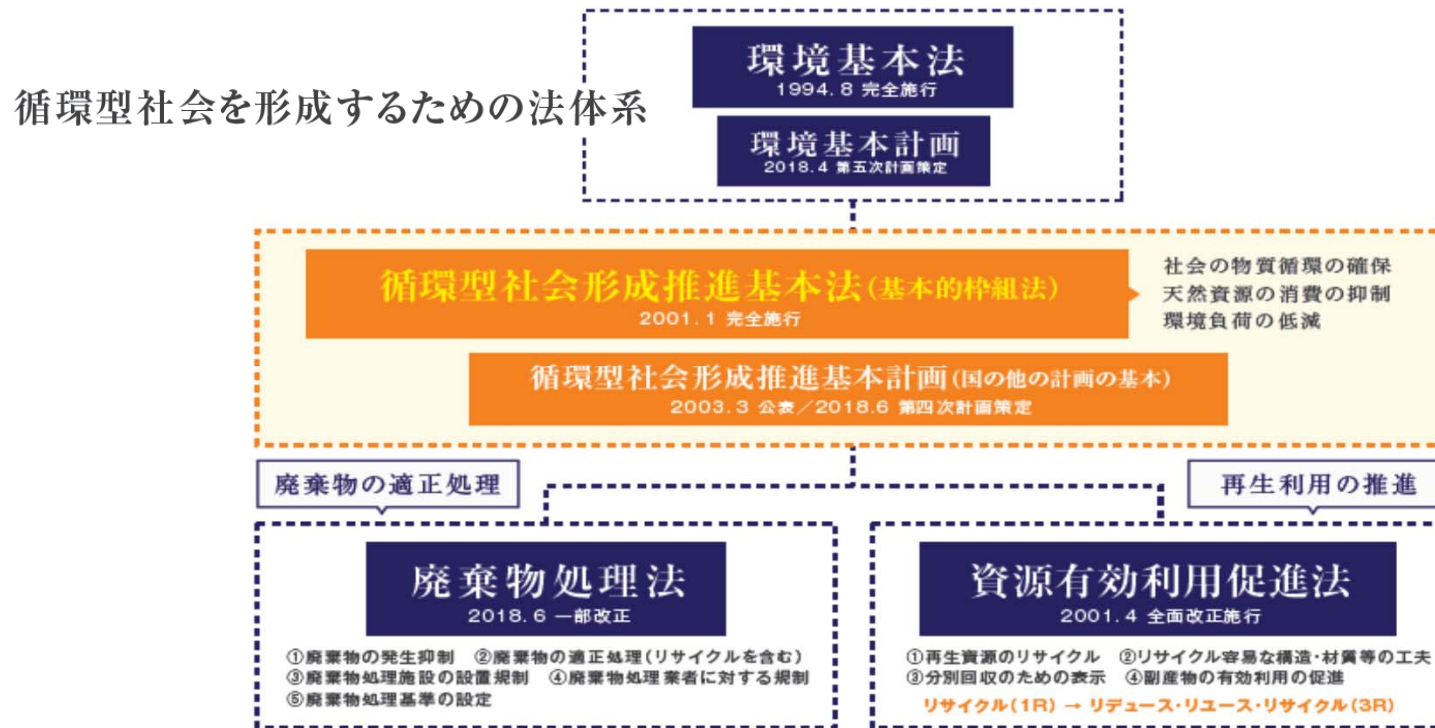 循環型社会を形成するための法体系
環境基本法
1994.8 完全施行
環境基本計画
2018.4 第五次計画策定
循環型社会形成推進基本法(基本的枠組法)
2001.1 完全施行
社会の物質循環の確保
天然資源の消費の抑制
環境負荷の低減
循環型社会形成推進基本計画(国の他の計画の基本)
2003.3 公表/2018.6 第四次計画策定
廃棄物の適正処理
再生利用の推進
廃棄物処理法
2018.6 一部改正
①廃棄物の発生抑制 ②廃棄物の適正処理(リサイクルを含む)
③廃棄物処理施設の設置規制 ④廃棄物処理業者に対する規制
⑤廃棄物処理基準の設定
資源有効利用促進法
2001.4 全面改正施行
①再生資源のリサイクル ②リサイクル容易な構造・材質等の工夫
③分別回収のための表示 ④副産物の有効利用の促進
リサイクル(1R) → リデュース・リユース・リサイクル(3R)